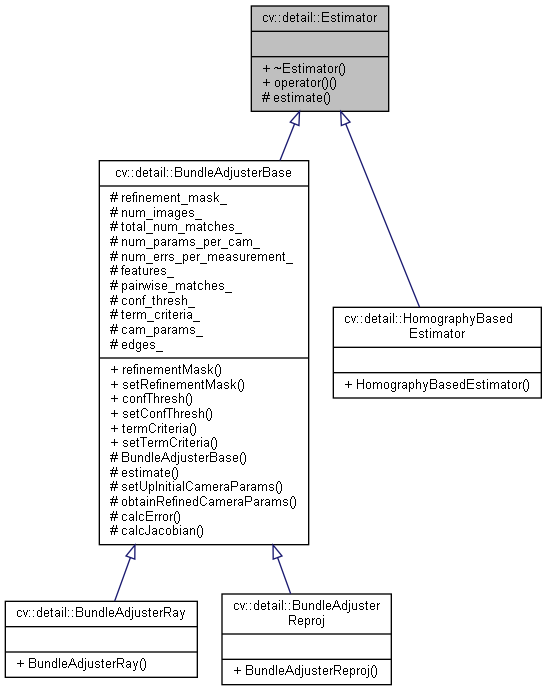 cv::detail::Estimator
+ ~Estimator()
+ operator()()
# estimate()
cv::detail::BundleAdjusterBase
# refinement_mask_
# num_images_
# total_num_matches_
# num_params_per_cam_
# num_errs_per_measurement_
# features_
# pairwise_matches_
# conf_thresh_
# term_criteria_
# cam_params_
# edges_
+ refinementMask()
+ setRefinementMask()
+ confThresh()
+ setConfThresh()
+ termCriteria()
+ setTermCriteria()
# BundleAdjusterBase()
# estimate()
# setUpInitialCameraParams()
# obtainRefinedCameraParams()
# calcError()
# calcJacobian()
cv::detail::HomographyBased
Estimator
+ HomographyBasedEstimator()
cv::detail::BundleAdjusterRay
+ BundleAdjusterRay()
cv::detail::BundleAdjuster
Reproj
+ BundleAdjusterReproj()